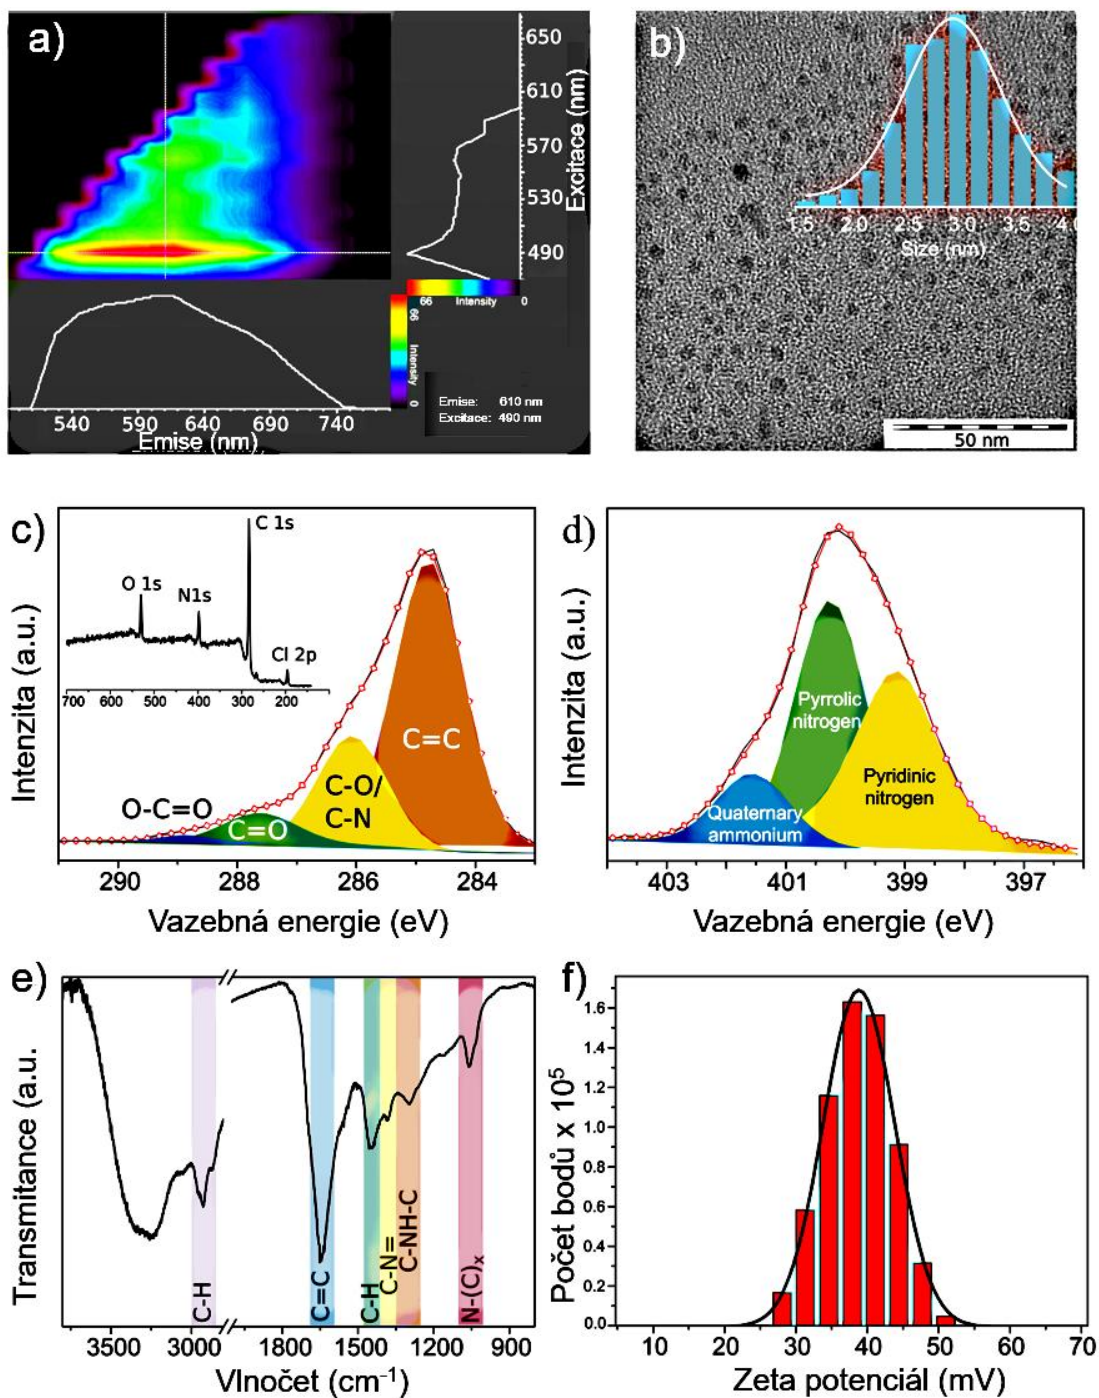 a)
650
610
570
530
490
Excitace (nm)
66
Intensity
0
66
Intensity
0
540
590
640
690
740
Emise (nm)
Emise: 610 nm
Excitace: 490 nm
b)
1.5
2.0
2.5
3.0
3.5
4.0
Size (nm)
50 nm
c)
C 1s
O 1s
N1s
Cl 2p
700
600
500
400
300
200
O-C=O
C=O
C-O/
C-N
C=C
290
288
286
284
Intenzita (a.u.)
Vazebná energie (eV)
d)
Pyrrolic
nitrogen
Pyridinic
nitrogen
Quaternary
ammonium
403
401
399
397
Intenzita (a.u.)
Vazebná energie (eV)
e)
Transmitance (a.u.)
C-H
C=C
C-H
C-N=
C-NH-C
N-(C)x
3500
3000
1800
1500
1200
900
Vlnočet (cm⁻¹)
f)
1.6
1.4
1.2
1.0
0.8
0.6
0.4
0.2
0.0
Počet bodů x 10⁵
10
20
30
40
50
60
70
Zeta potenciál (mV)